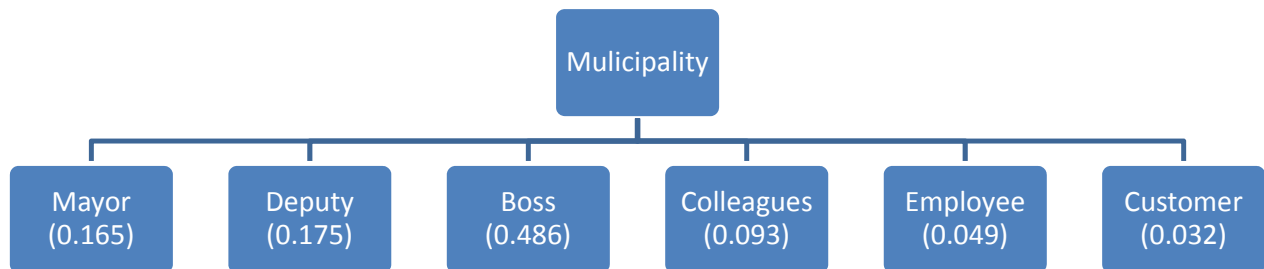 Mulicipality
Mayor
(0.165)
Deputy
(0.175)
Boss
(0.486)
Colleagues
(0.093)
Employee
(0.049)
Customer
(0.032)